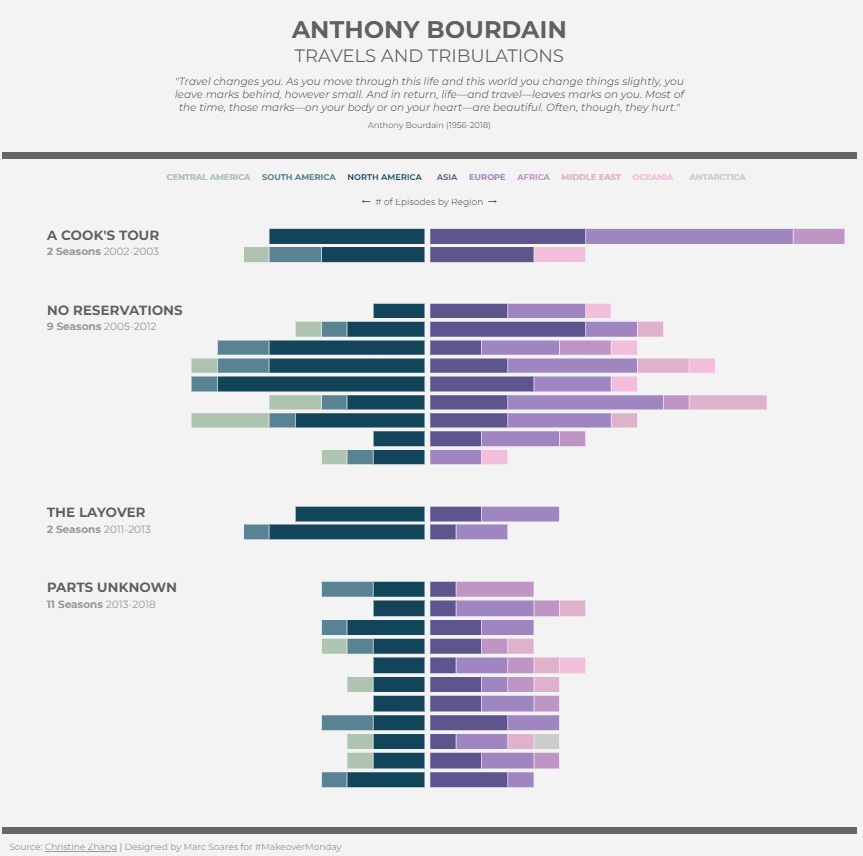 ANTHONY BOURDAIN
TRAVELS AND TRIBULATIONS
"Travel changes you. As you move through this life and this world you change things slightly, you
leave marks behind, however small. And in return, life—and travel—leaves marks on you. Most of
the time, those marks—on your body or on your heart—are beautiful. Often, though, they hurt."
Anthony Bourdain (1956-2018)
CENTRAL AMERICA SOUTH AMERICA NORTH AMERICA ASIA EUROPE AFRICA MIDDLE EAST OCEANIA ANTARCTICA
← # of Episodes by Region →
A COOK'S TOUR
2 Seasons 2002-2003
NO RESERVATIONS
9 Seasons 2005-2012
THE LAYOVER
2 Seasons 2011-2013
PARTS UNKNOWN
11 Seasons 2013-2018
Source: Christine Zhang | Designed by Marc Soares for #MakeoverMonday